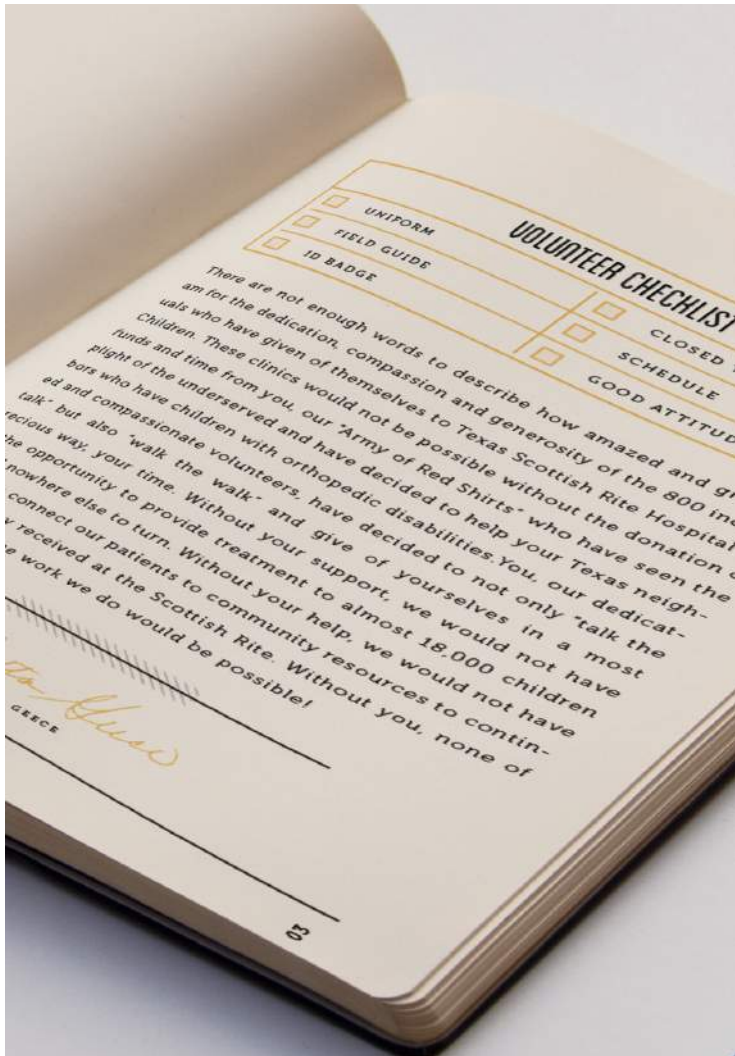 VOLUNTEER CHECKLIST
UNIFORM
FIELD GUIDE
ID BADGE
CLOSED
SCHEDULE
GOOD ATTITUD
There are not enough words to describe how amazed and
am for the dedication, compassion and generosity of the 800
uals who have given of themselves to Texas Scottish Rite Hospital
Children. These clinics would not be possible without the donation
funds and time from you, our "Army of Red Shirts" who have seen the
plight of the underserved and have decided to help your Texas neigh-
bors who have children with orthopedic disabilities.You, our dedicat-
ed and compassionate volunteers, have decided to not only "talk the
talk" but also "walk the walk" and give of yourselves in a most
recious way, your time. Without your support, we would not have
he opportunity to provide treatment to almost 18,000 children
nowhere else to turn. Without your help, we would not have
connect our patients to community resources to contin-
received at the Scottish Rite. Without you, none of
work we do would be possible!
GEECE
03